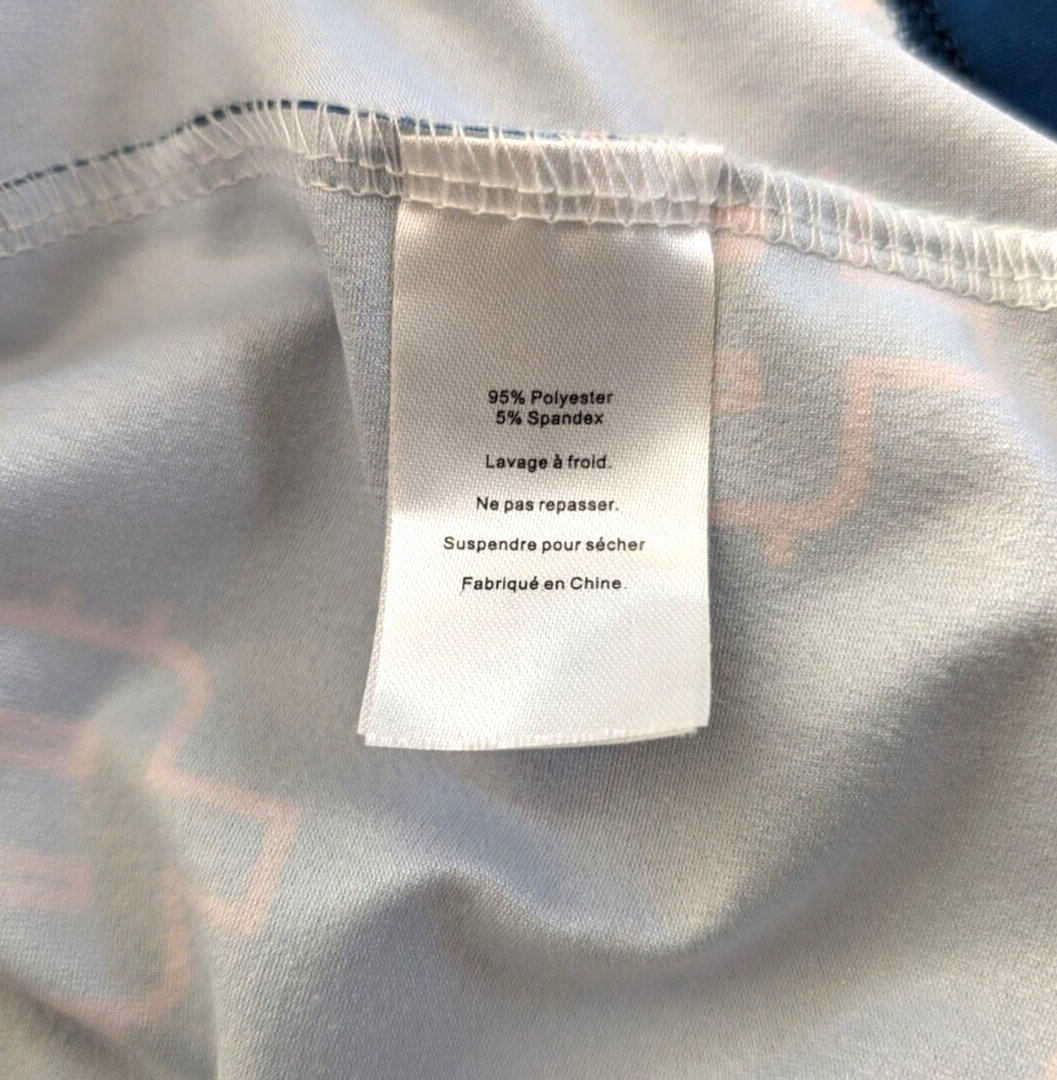 95% Polyester
5% Spandex
Lavage à froid.
Ne pas repasser.
Suspendre pour sécher
Fabriqué en Chine.